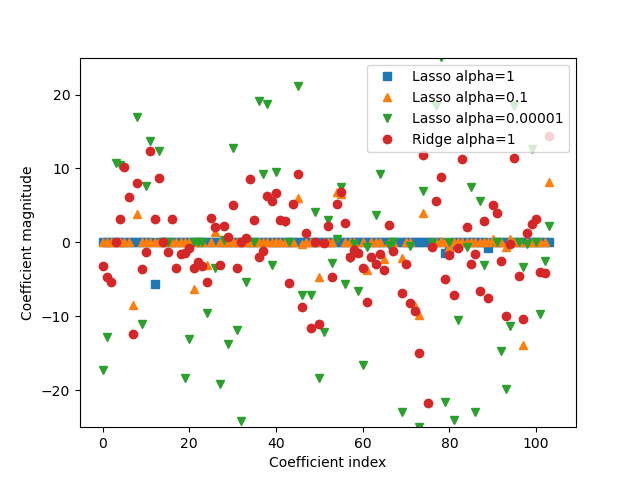 Lasso alpha=1
Lasso alpha=0.1
Lasso alpha=0.00001
Ridge alpha=1
20
10
0
−10
−20
Coefficient magnitude
0 20 40 60 80 100
Coefficient index